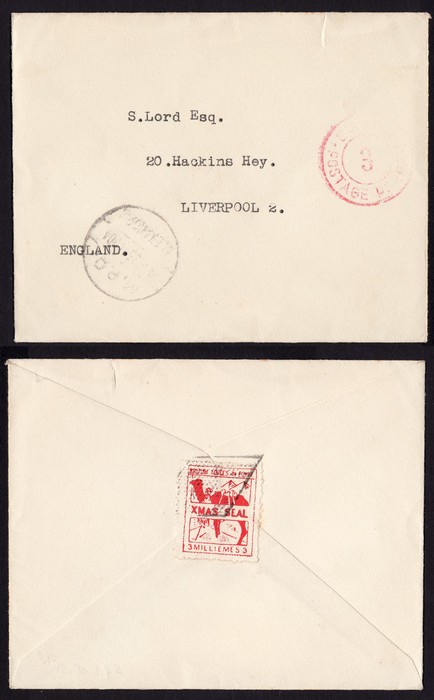 S.Lord Esq.
20.Hackins Hey.
LIVERPOOL 2.
ENGLAND.
POSTAGE
3
XMAS SEAL
3 MILLIEMES 3